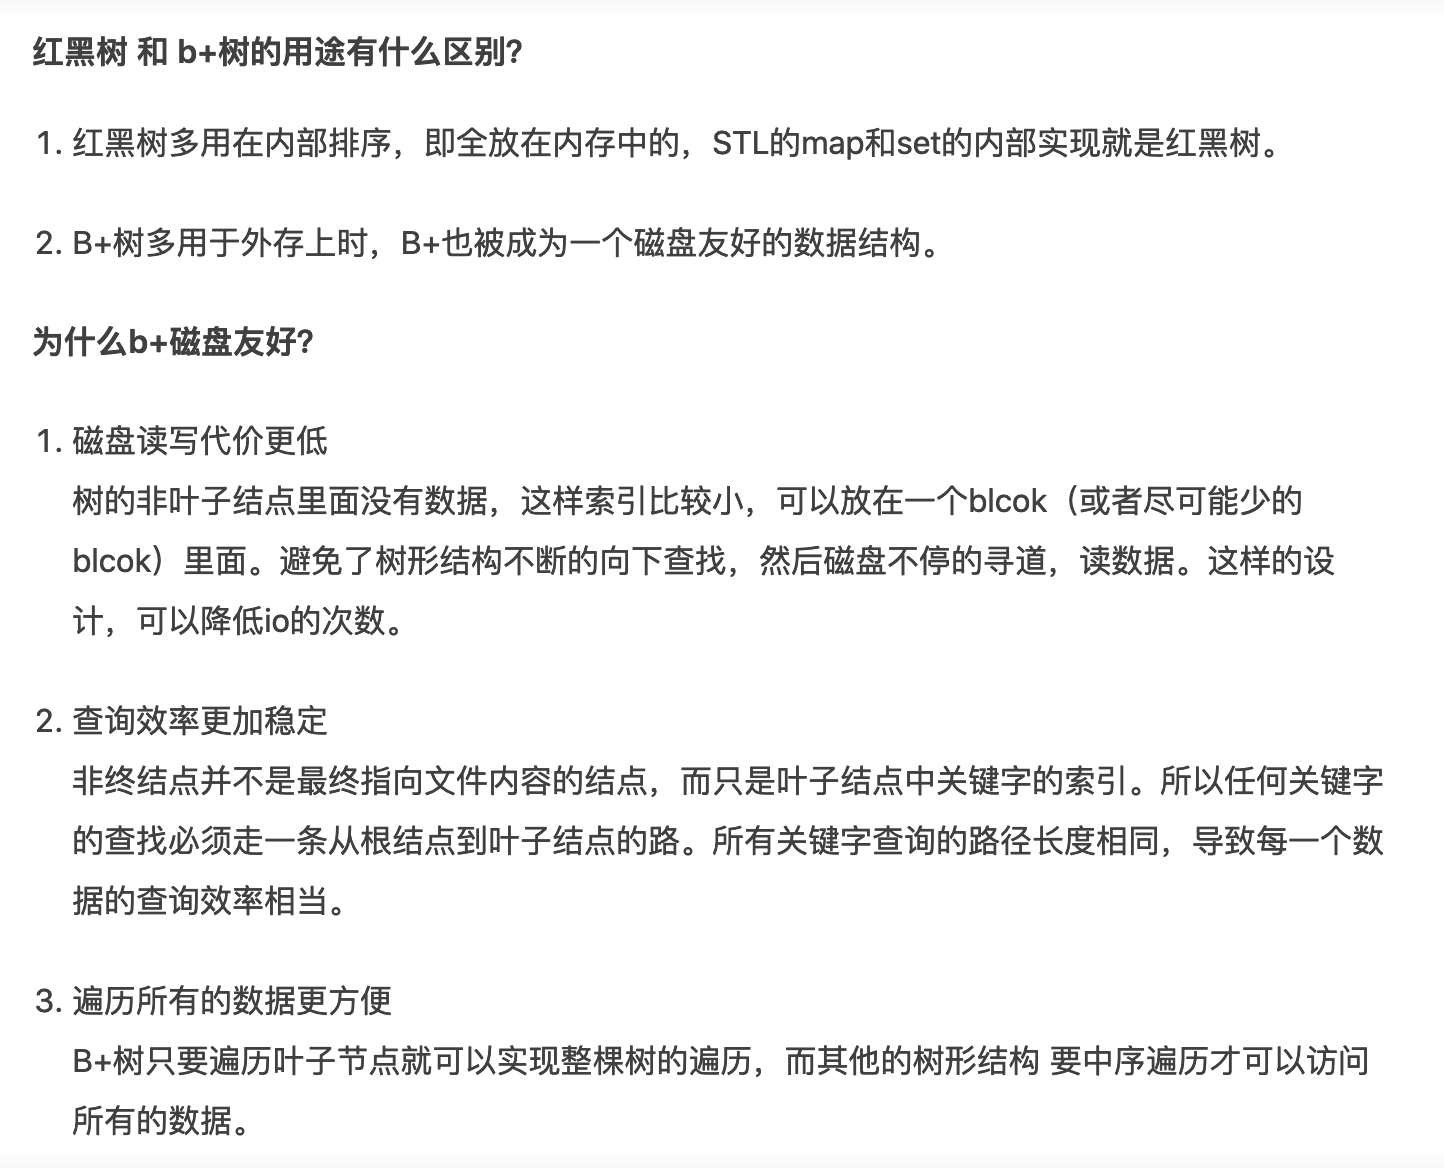 红黑树 和 b+树的用途有什么区别?
1. 红黑树多用在内部排序，即全放在内存中的，STL的map和set的内部实现就是红黑树。
2. B+树多用于外存上时，B+也被成为一个磁盘友好的数据结构。
为什么b+磁盘友好?
1. 磁盘读写代价更低
树的非叶子结点里面没有数据，这样索引比较小，可以放在一个blcok（或者尽可能少的
blcok）里面。避免了树形结构不断的向下查找，然后磁盘不停的寻道，读数据。这样的设
计，可以降低io的次数。
2. 查询效率更加稳定
非终结点并不是最终指向文件内容的结点，而只是叶子结点中关键字的索引。所以任何关键字
的查找必须走一条从根结点到叶子结点的路。所有关键字查询的路径长度相同，导致每一个数
据的查询效率相当。
3. 遍历所有的数据更方便
B+树只要遍历叶子节点就可以实现整棵树的遍历，而其他的树形结构 要中序遍历才可以访问
所有的数据。